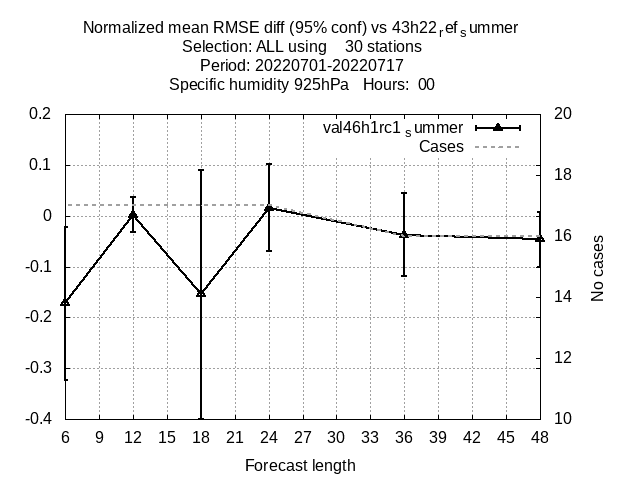 Normalized mean RMSE diff (95% conf) vs 43h22refsummer
Selection: ALL using 30 stations
Period: 20220701-20220717
Specific humidity 925hPa Hours: 00
val46h1rc1summer
Cases
0.2
0.1
0
-0.1
-0.2
-0.3
-0.4
20
18
16
14
12
10
No cases
6 9 12 15 18 21 24 27 30 33 36 39 42 45 48
Forecast length